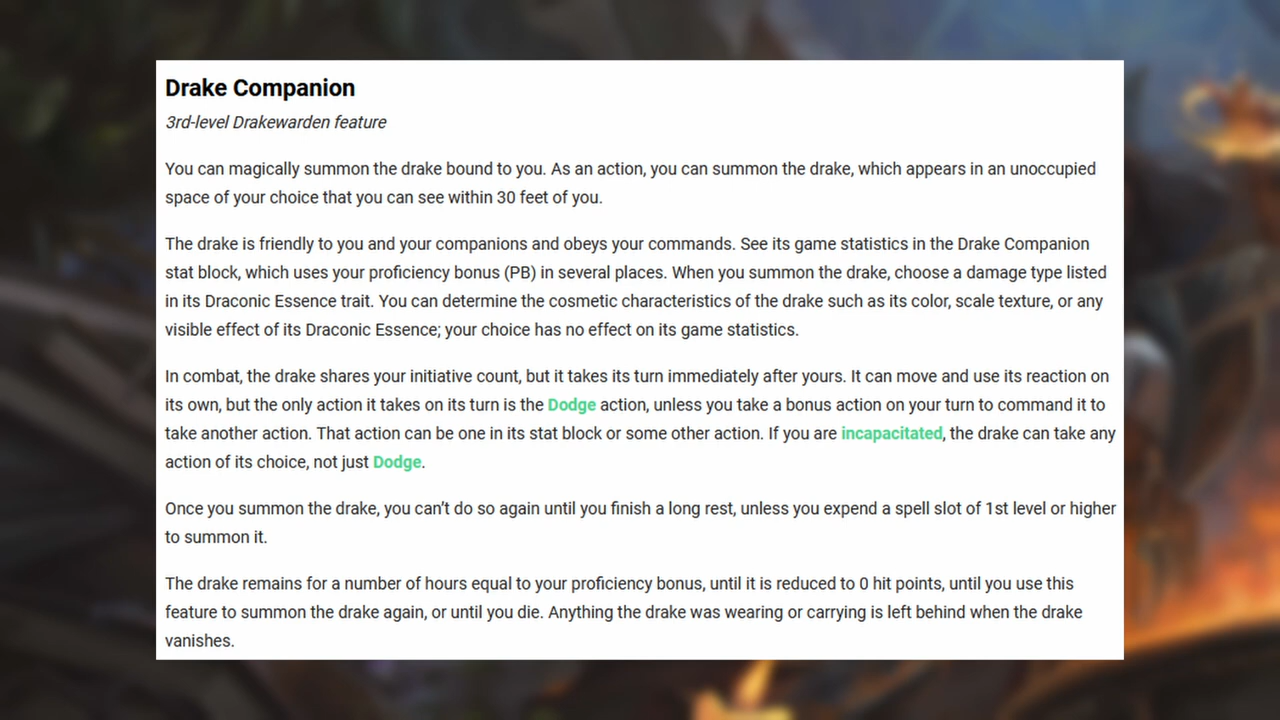 Drake Companion
3rd-level Drakewarden feature
You can magically summon the drake bound to you. As an action, you can summon the drake, which appears in an unoccupied
space of your choice that you can see within 30 feet of you.
The drake is friendly to you and your companions and obeys your commands. See its game statistics in the Drake Companion
stat block, which uses your proficiency bonus (PB) in several places. When you summon the drake, choose a damage type listed
in its Draconic Essence trait. You can determine the cosmetic characteristics of the drake such as its color, scale texture, or any
visible effect of its Draconic Essence; your choice has no effect on its game statistics.
In combat, the drake shares your initiative count, but it takes its turn immediately after yours. It can move and use its reaction on
its own, but the only action it takes on its turn is the Dodge action, unless you take a bonus action on your turn to command it to
take another action. That action can be one in its stat block or some other action. If you are incapacitated, the drake can take any
action of its choice, not just Dodge.
Once you summon the drake, you can’t do so again until you finish a long rest, unless you expend a spell slot of 1st level or higher
to summon it.
The drake remains for a number of hours equal to your proficiency bonus, until it is reduced to 0 hit points, until you use this
feature to summon the drake again, or until you die. Anything the drake was wearing or carrying is left behind when the drake
vanishes.